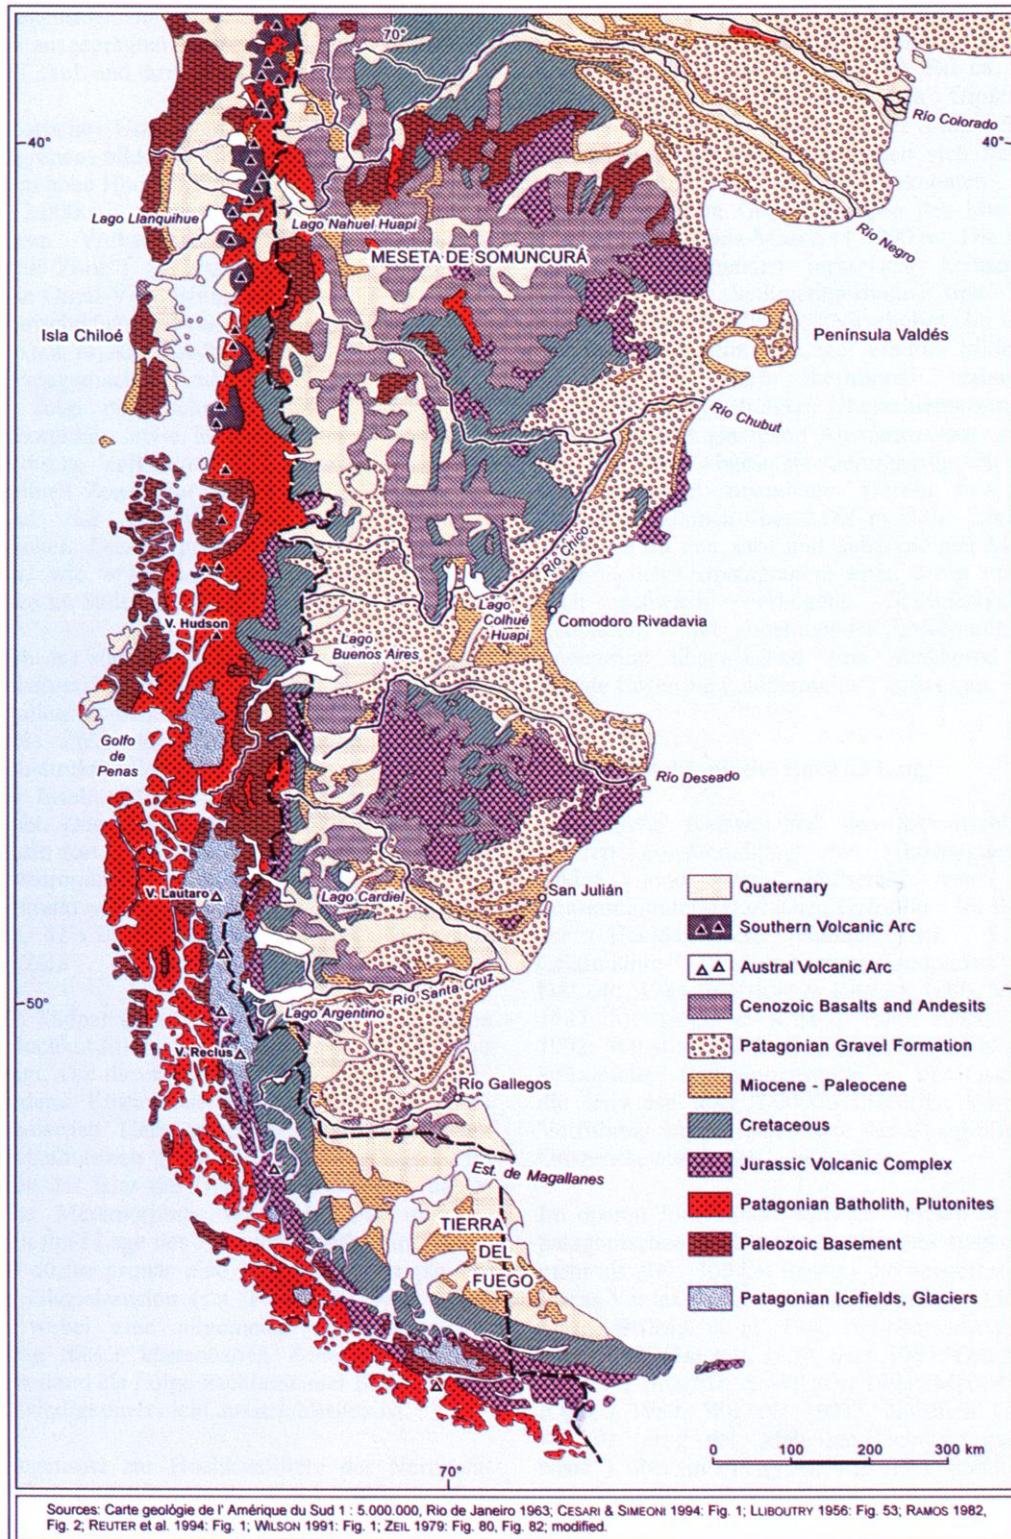 70°
Río Colorado
40°
40°
Lago Llanquihue
Lago Nahuel Huapí
Río Negro
MESETA DE SOMUNCURÁ
Isla Chiloé
Península Valdés
Río Chubut
Río Chico
V. Hudson
Lago
Colhué
Huapi
Comodoro Rivadavia
Lago
Buenos Aires
Golfo
de
Penas
Río Deseado
V. Lautaro
Lago Cardiel
San Julián
50°
Río Santa Cruz
Lago Argentino
V. Reclus
Río Gallegos
Est. de Magallanes
TIERRA
DEL
FUEGO
Quaternary
Southern Volcanic Arc
Austral Volcanic Arc
Cenozoic Basalts and Andesits
Patagonian Gravel Formation
Miocene - Paleocene
Cretaceous
Jurassic Volcanic Complex
Patagonian Batholith, Plutonites
Paleozoic Basement
Patagonian Icefields, Glaciers
0 100 200 300 km
70°
Sources: Carte geológie de l' Amérique du Sud 1 : 5.000.000, Rio de Janeiro 1963; CESARI & SIMEONI 1994: Fig. 1; LLIBOUTRY 1956: Fig. 53; RAMOS 1982,
Fig. 2; REUTER et al. 1994: Fig. 1; WILSON 1991: Fig. 1; ZEIL 1979: Fig. 80, Fig. 82; modified.